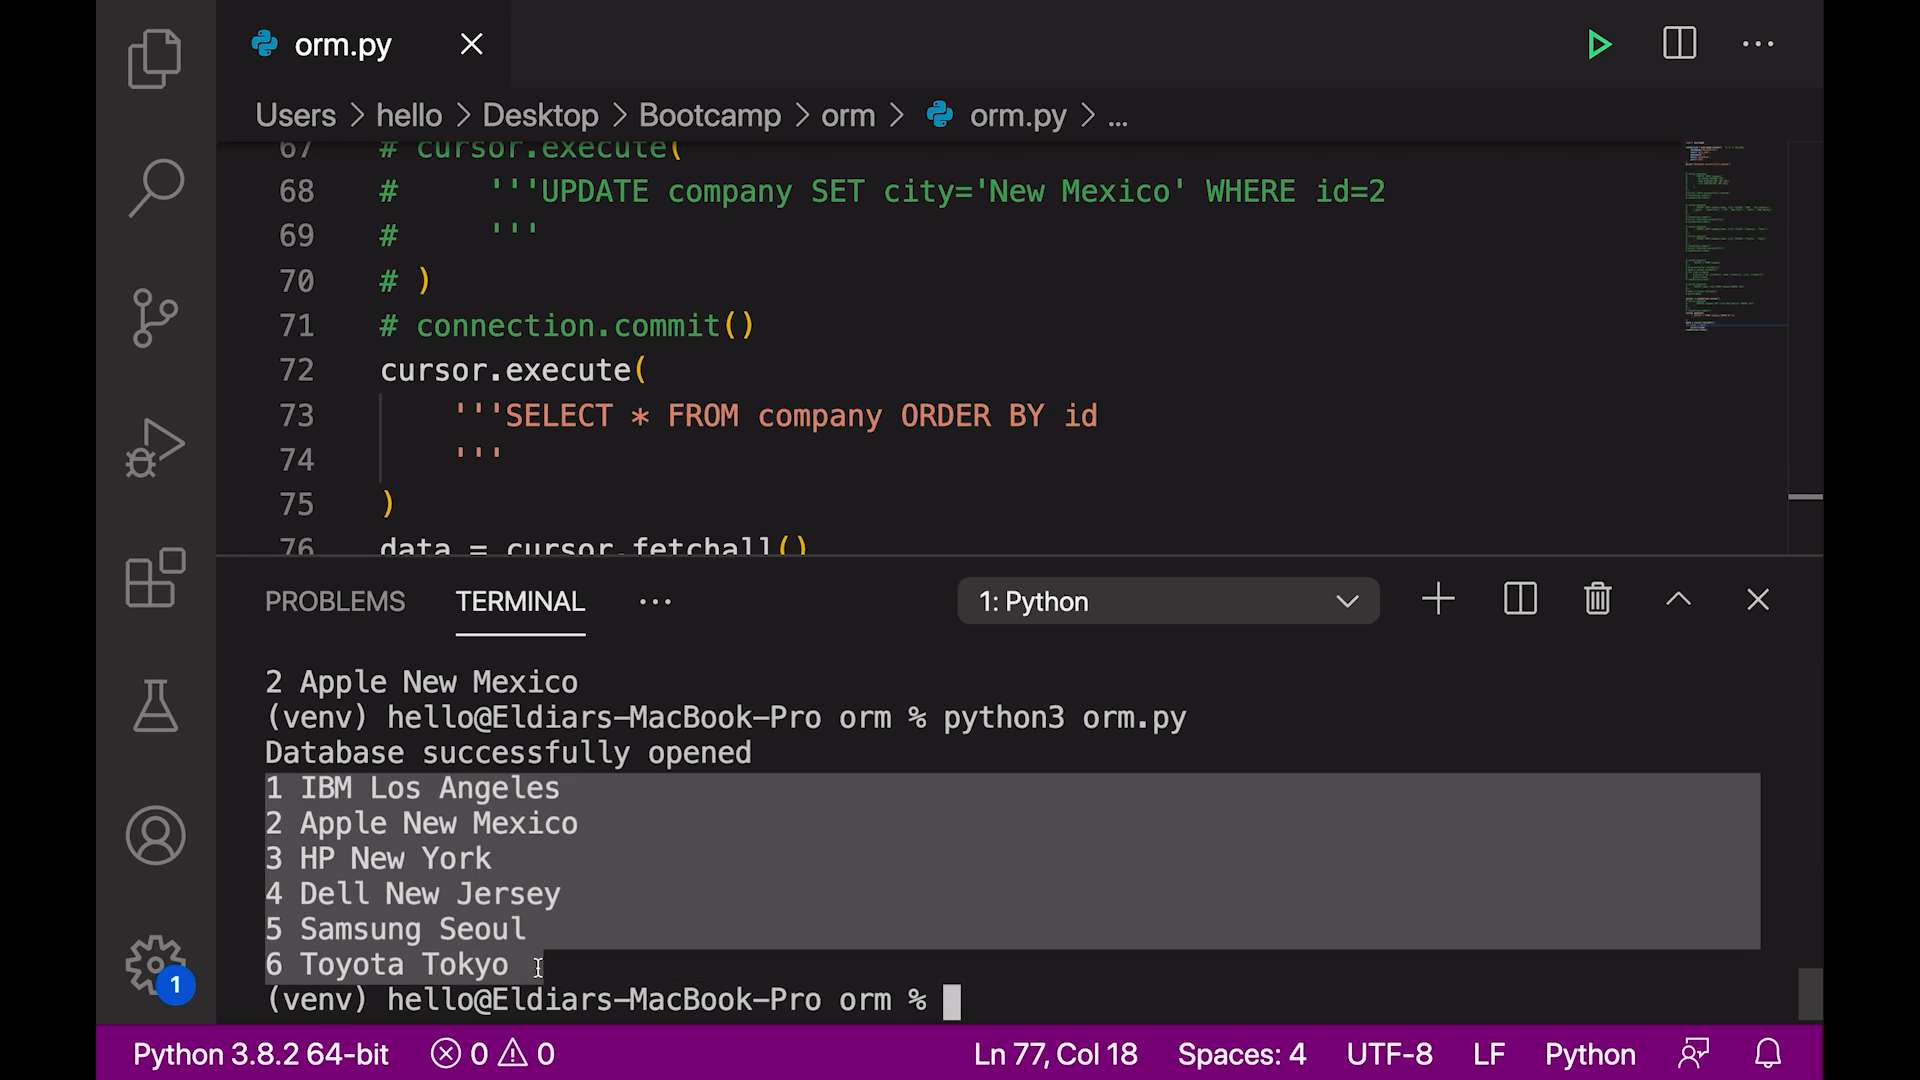 orm.py
Users > hello > Desktop > Bootcamp > orm > orm.py > ...
67 # cursor.execute(
68 # '''UPDATE company SET city='New Mexico' WHERE id=2
69 # '''
70 # )
71 # connection.commit()
72 cursor.execute(
73 '''SELECT * FROM company ORDER BY id
74 '''
75 )
76 data = cursor.fetchall()
PROBLEMS TERMINAL ... 1: Python
2 Apple New Mexico
(venv) hello@Eldiars-MacBook-Pro orm % python3 orm.py
Database successfully opened
1 IBM Los Angeles
2 Apple New Mexico
3 HP New York
4 Dell New Jersey
5 Samsung Seoul
6 Toyota Tokyo
(venv) hello@Eldiars-MacBook-Pro orm %
1
Python 3.8.2 64-bit 0 0 Ln 77, Col 18 Spaces: 4 UTF-8 LF Python